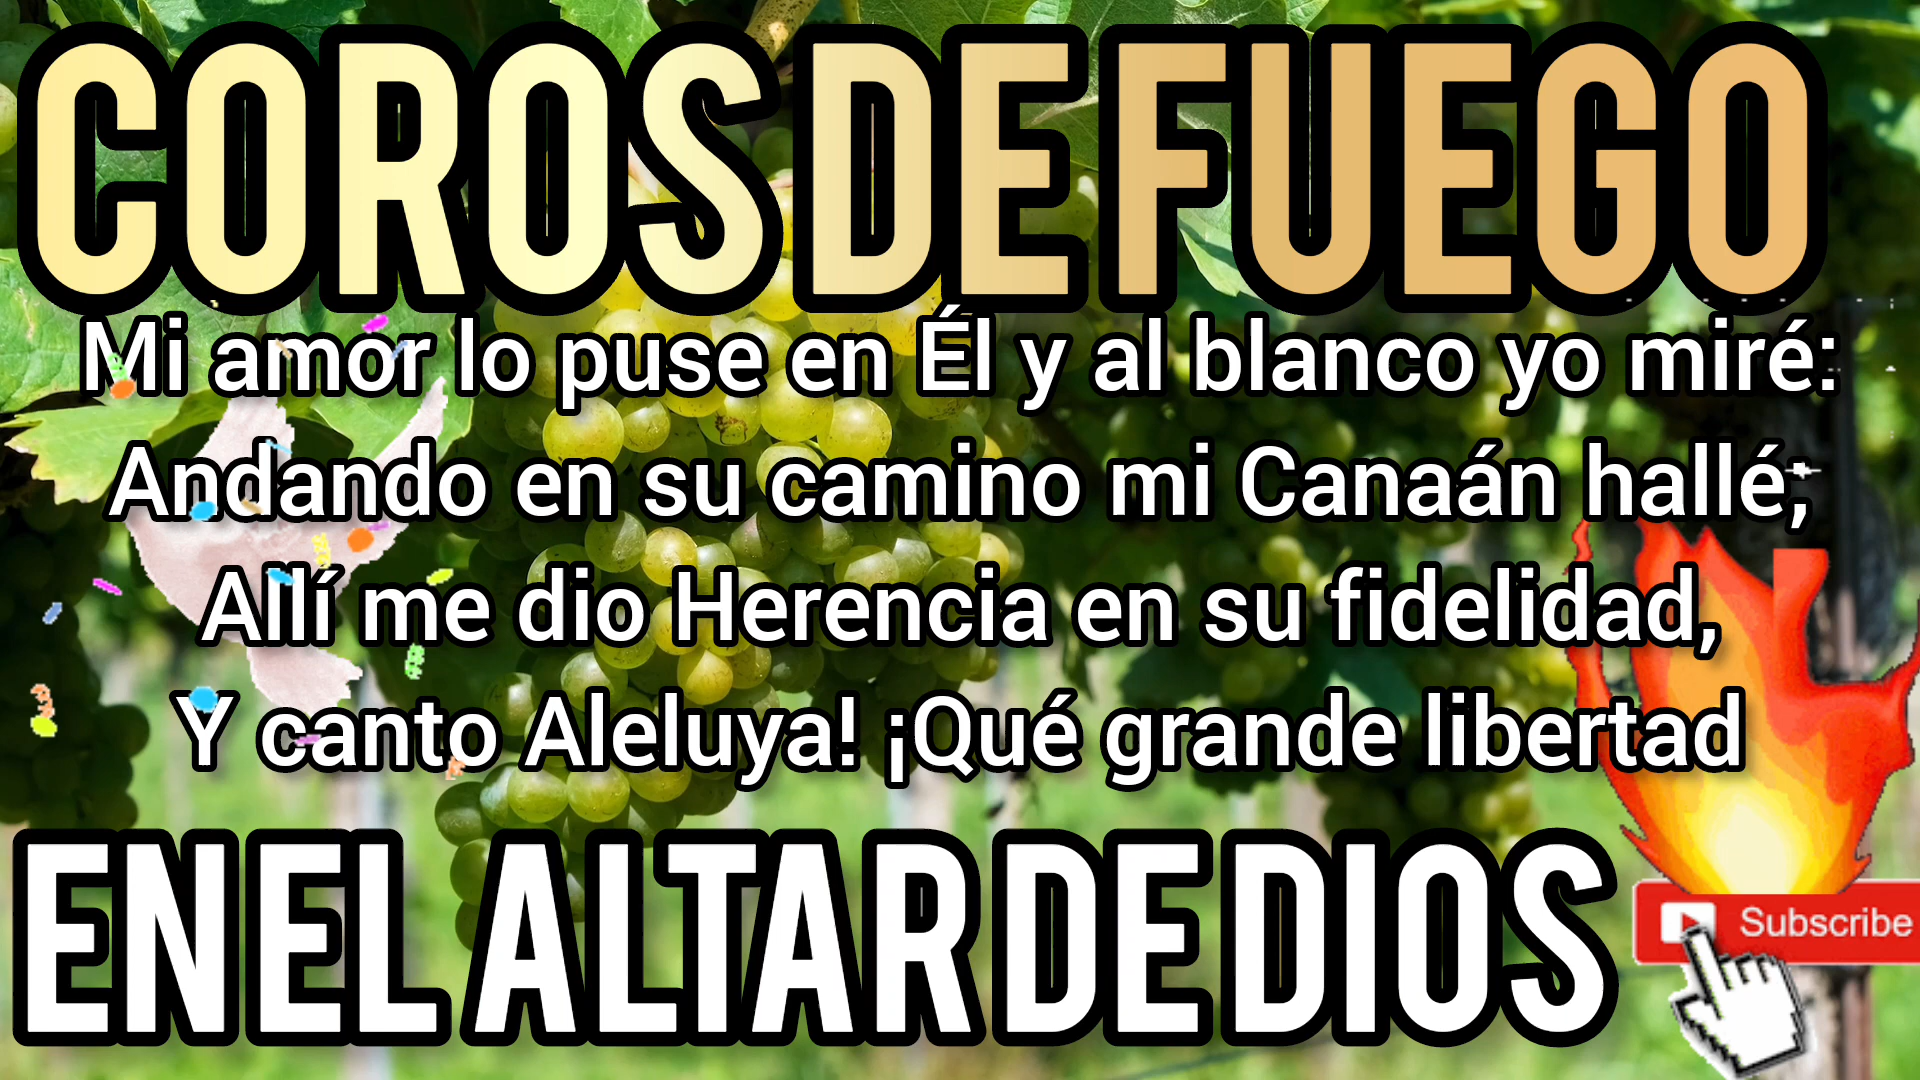 COROS DE FUEGO
Mi amor lo puse en Él y al blanco yo miré:
Andando en su camino mi Canaán hallé;
Allí me dio Herencia en su fidelidad,
Y canto Aleluya! ¡Qué grande libertad
EN EL ALTAR DE DIOS
Subscribe